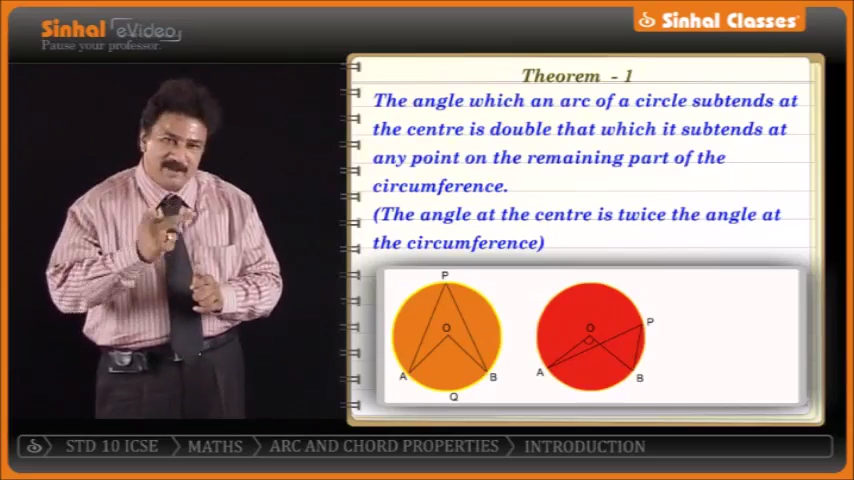 Sinhal eVideo
Pause your professor.
Sinhal Classes
Theorem - 1
The angle which an arc of a circle subtends at
the centre is double that which it subtends at
any point on the remaining part of the
circumference.
(The angle at the centre is twice the angle at
the circumference)
P
O
A
B
Q
O
P
A
B
STD 10 ICSE
MATHS
ARC AND CHORD PROPERTIES
INTRODUCTION